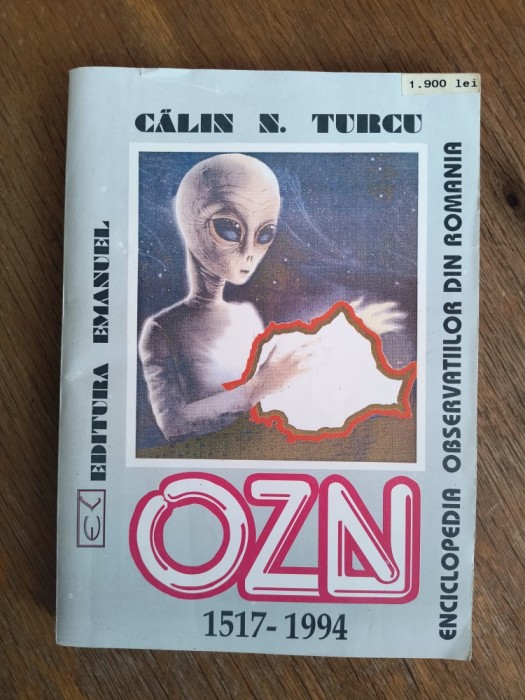 1.900 lei
CĂLIN N. TURCU
EDITURA EMANUEL
ENCICLOPEDIA OBSERVATIILOR DIN ROMANIA
OZN
1517-1994